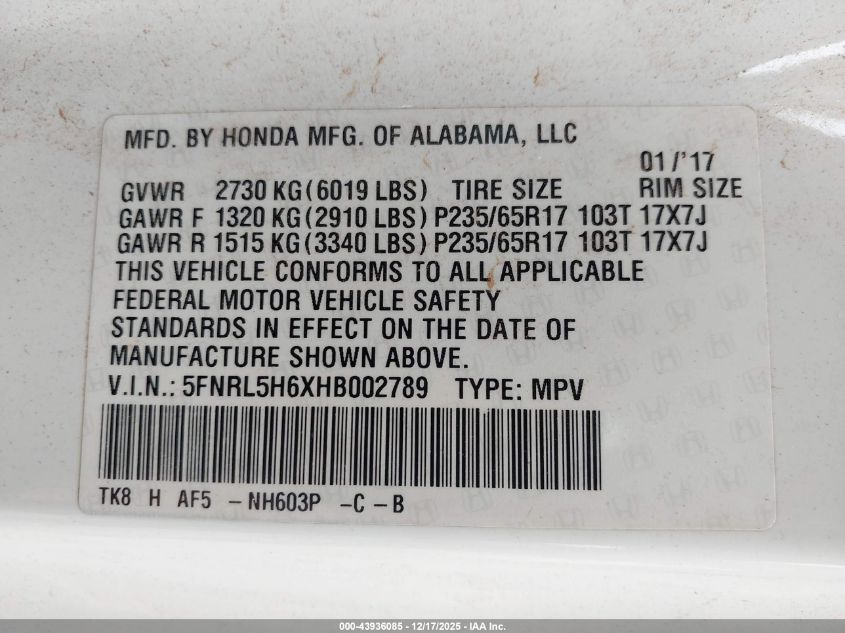 MFD. BY HONDA MFG. OF ALABAMA, LLC
01/'17
GVWR 2730 KG(6019 LBS) TIRE SIZE RIM SIZE
GAWR F 1320 KG(2910 LBS) P235/65R17 103T 17X7J
GAWR R 1515 KG(3340 LBS) P235/65R17 103T 17X7J
THIS VEHICLE CONFORMS TO ALL APPLICABLE
FEDERAL MOTOR VEHICLE SAFETY
STANDARDS IN EFFECT ON THE DATE OF
MANUFACTURE SHOWN ABOVE.
V.I.N.: 5FNRL5H6XHB002789 TYPE: MPV
TK8 H AF5 -NH603P -C -B
000-43936085 - 12/17/2025 - IAA Inc.